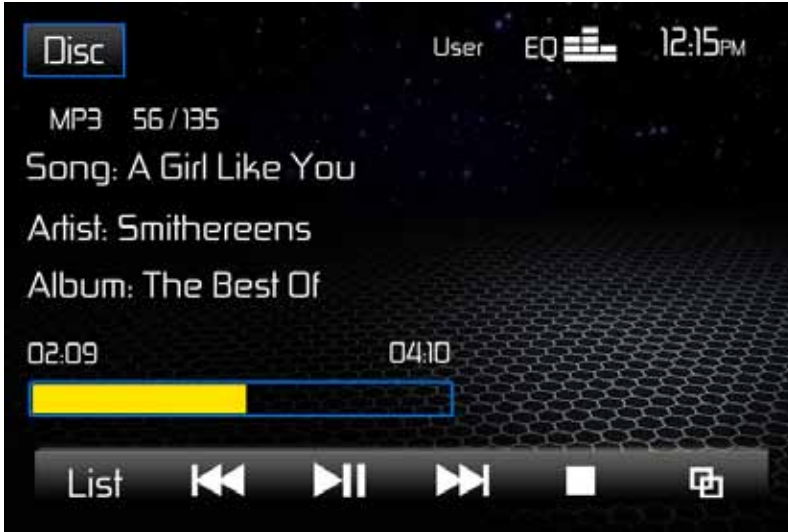 Disc User EQ 12:15PM
MP3 56/135
Song: A Girl Like You
Artist: Smithereens
Album: The Best Of
02:09 04:10
List